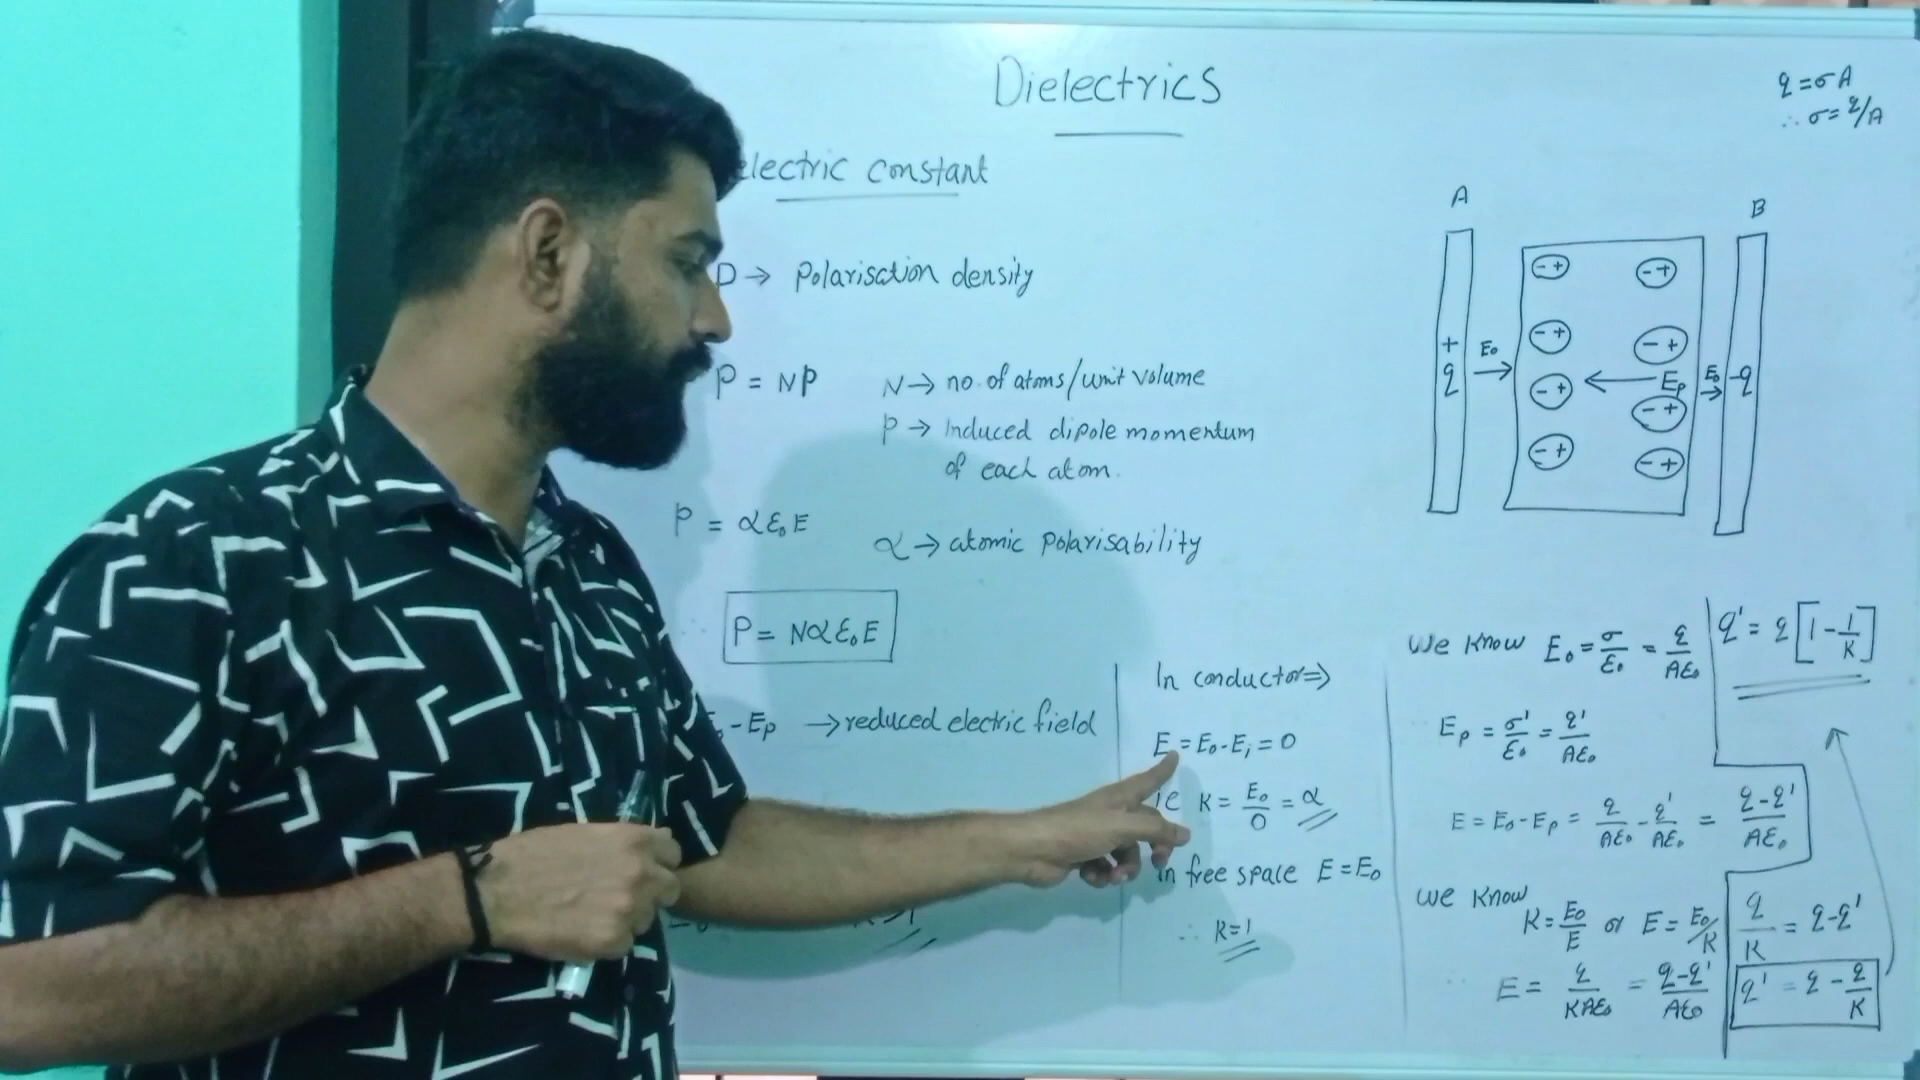 Dielectrics
q = σA
∴ σ = q/A
electric constant
D → Polarisation density
P = Np
N → no. of atoms/unit volume
p → Induced dipole momentum
of each atom.
P = αε₀E
α → atomic polarisability
P = Nαε₀E
-Ep → reduced electric field
A
B
- +
- +
- +
- +
- +
- +
- +
- +
+
q
E₀
Ep
E₀
-q
In conductor ⇒
E = E₀ - Ei = 0
ie K = E₀/0 = α
In free space E = E₀
∴ K = 1
We know E₀ = σ/ε₀ = q/Aε₀
Ep = σ'/ε₀ = q'/Aε₀
E = E₀ - Ep = q/Aε₀ - q'/Aε₀ = q-q'/Aε₀
We know
K = E₀/E or E = E₀/K
∴ E = q/KAε₀ = q-q'/Aε₀
q/K = q-q'
q' = q - q/K
q' = q[1 - 1/K]